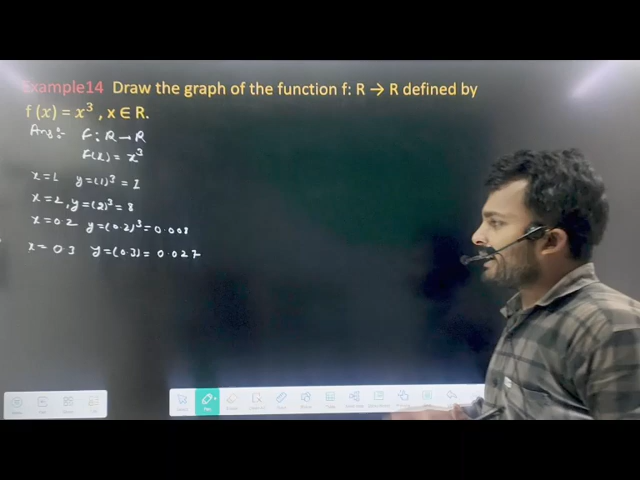 Example14 Draw the graph of the function f: R → R defined by
f (x) = x³ , x ∈ R.
Ans:- F: R → R
F(x) = x³
x=1 y=(1)³ = 1
x=2, y=(2)³ = 8
x=0.2 y=(0.2)³=0.008
x= 0.3 y=(0.3)= 0.027